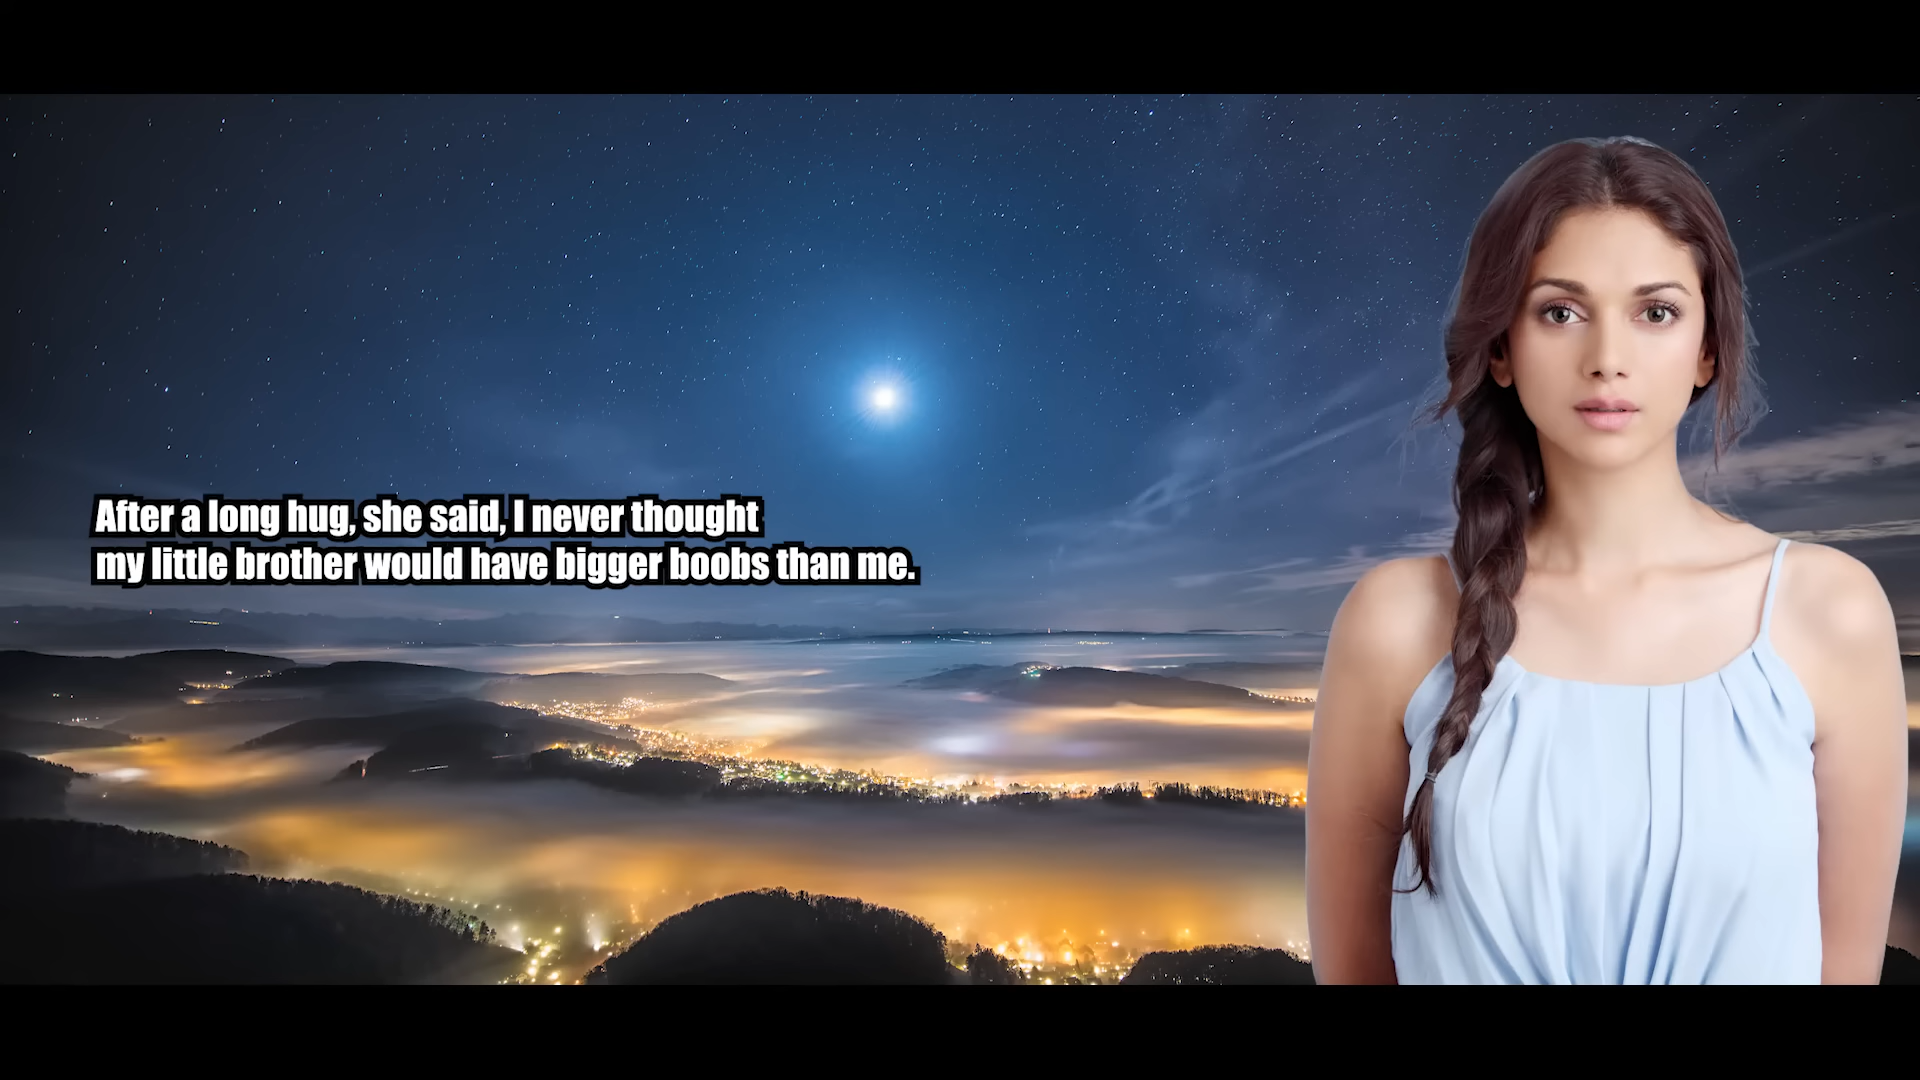 After a long hug, she said, I never thought
my little brother would have bigger boobs than me.